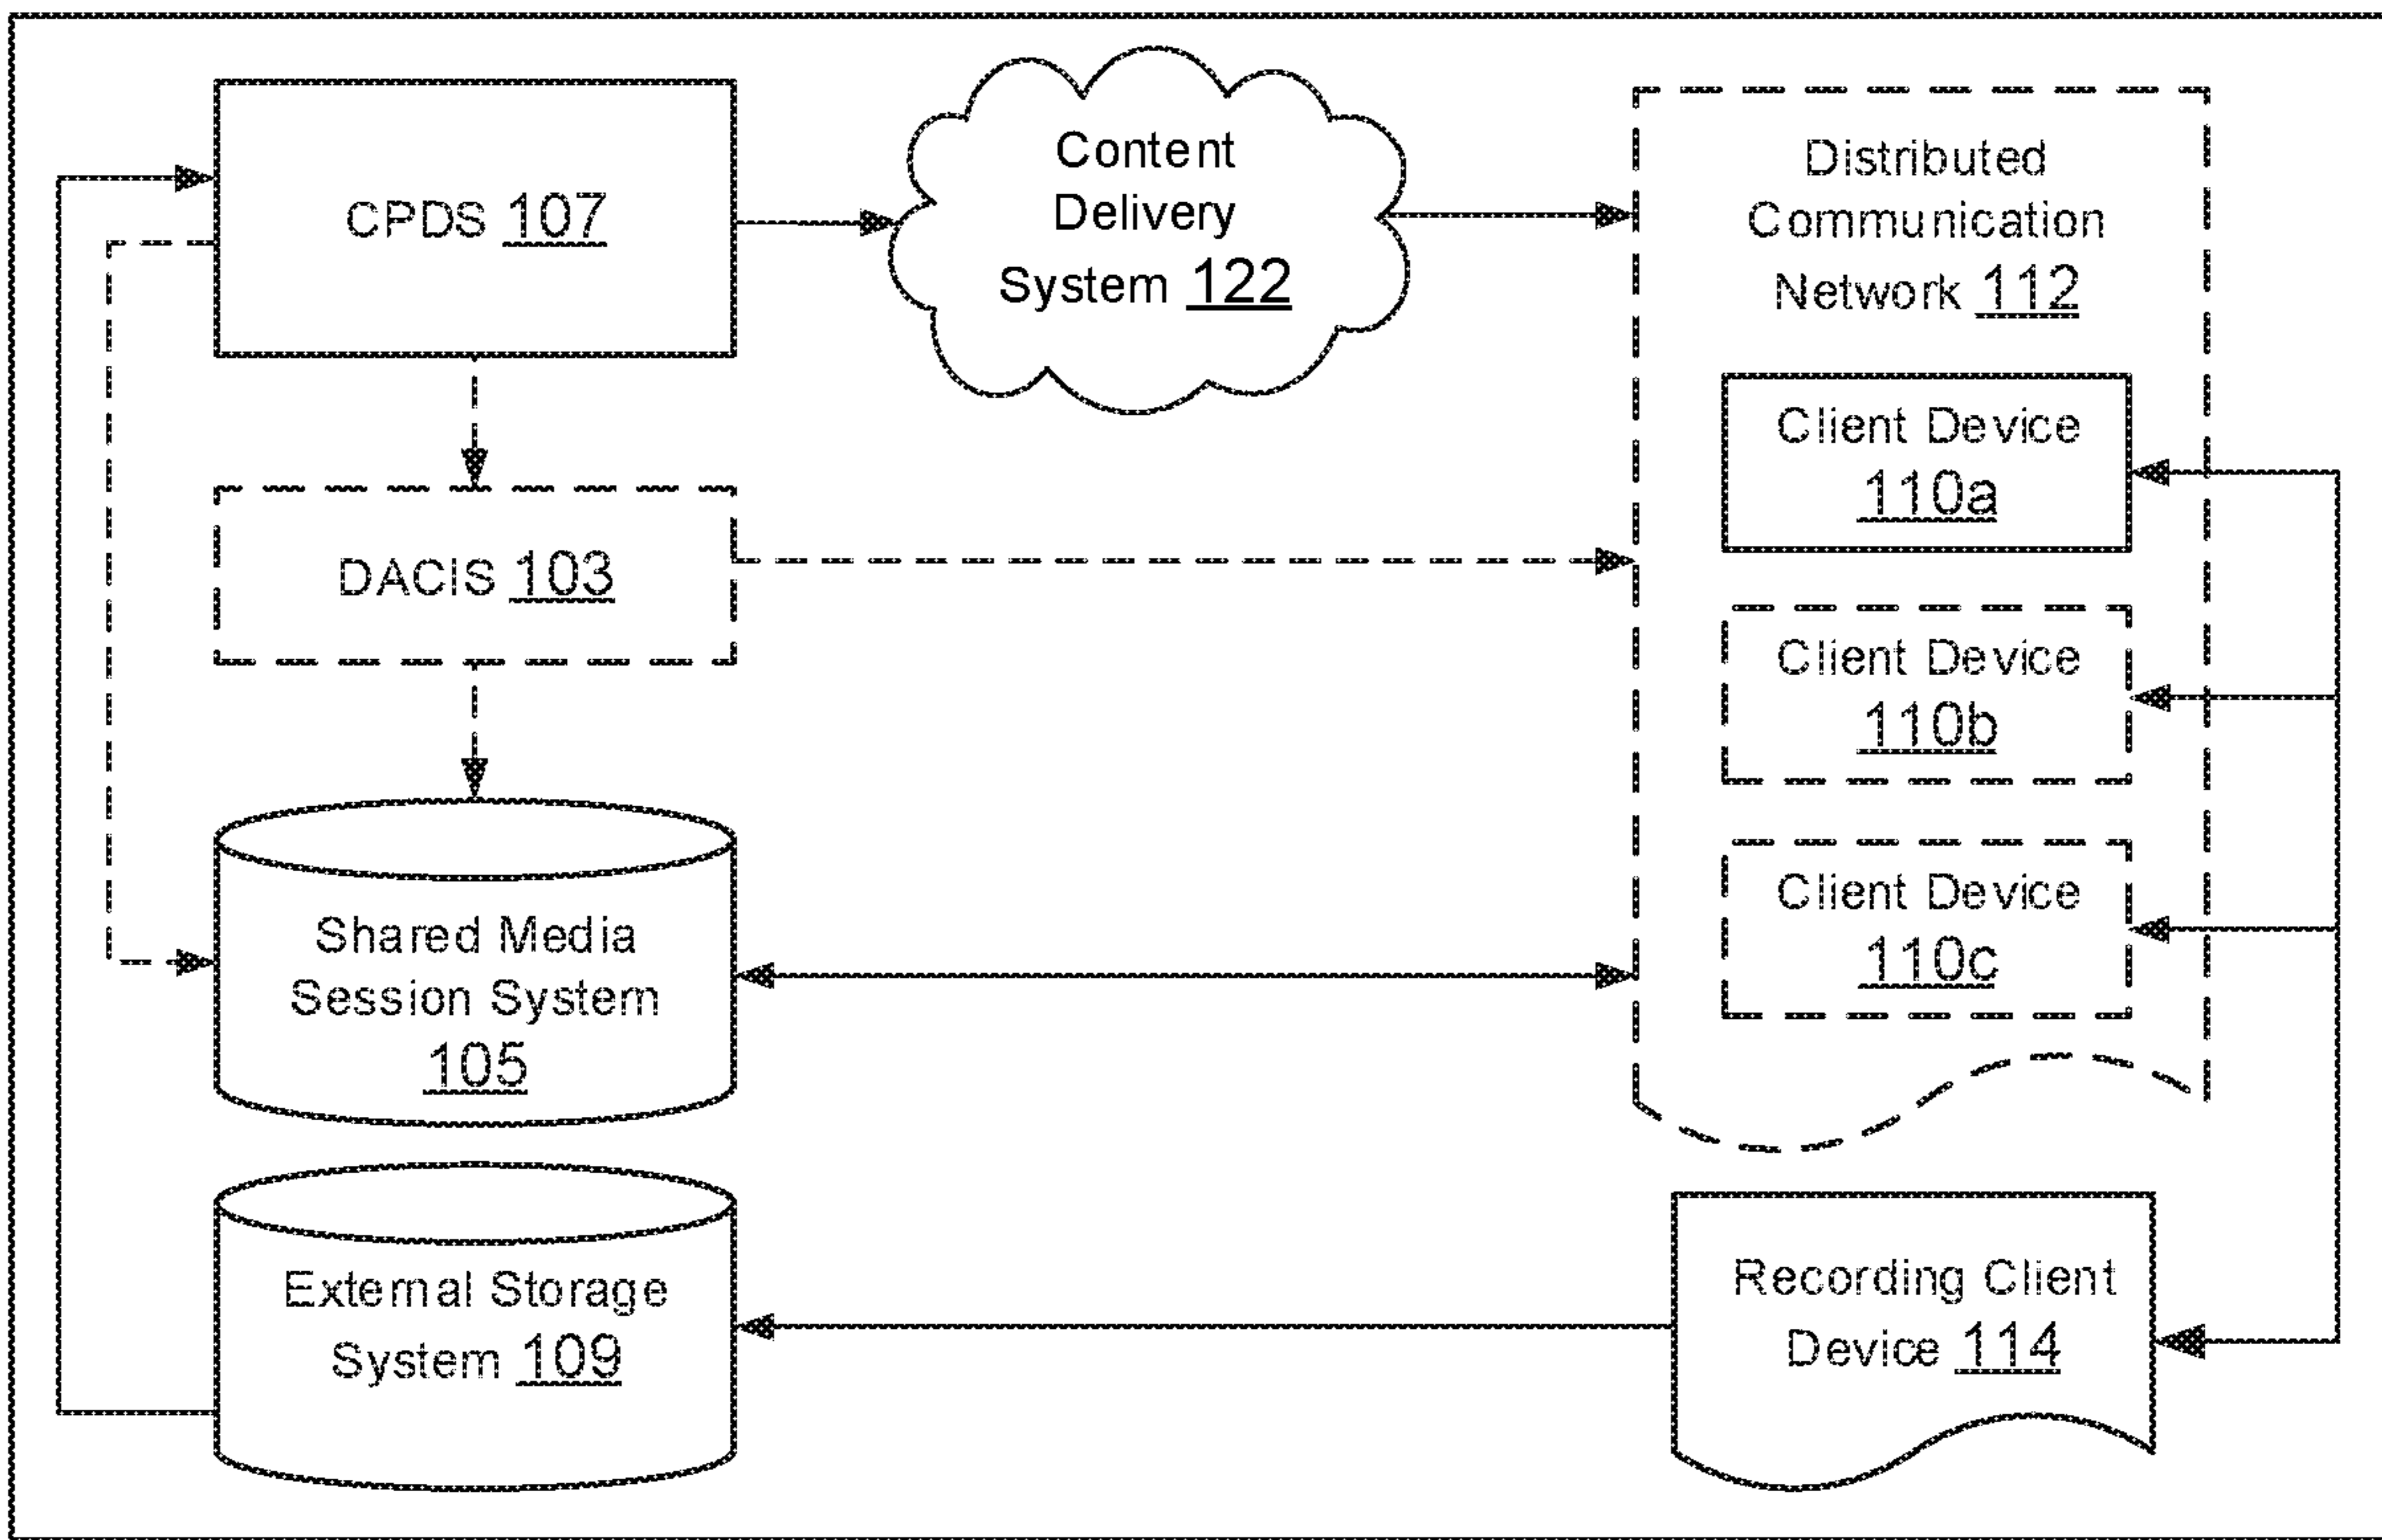 CPDS 107
Content
Delivery
System 122
Distributed
Communication
Network 112
Client Device
110a
DACIS 103
Client Device
110b
Client Device
110c
Shared Media
Session System
105
External Storage
System 109
Recording Client
Device 114